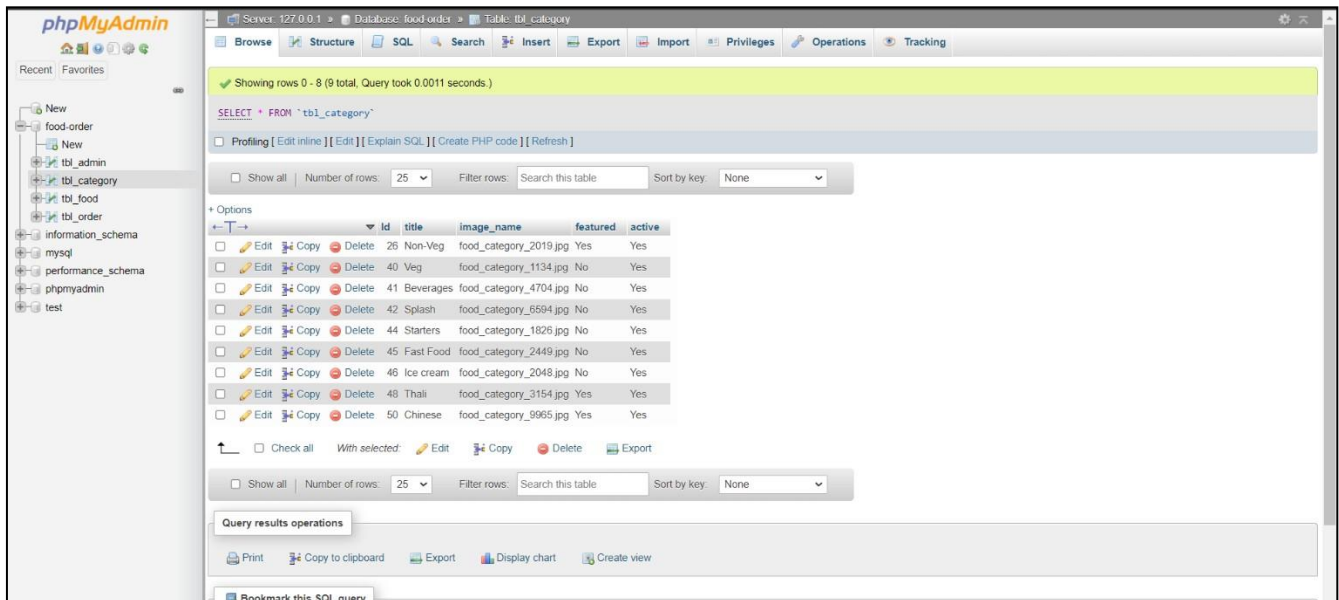 phpMyAdmin
Recent Favorites
New
food-order
New
tbl_admin
tbl_category
tbl_food
tbl_order
information_schema
mysql
performance_schema
phpmyadmin
test
Server: 127.0.0.1 » Database: food-order » Table: tbl_category
Browse Structure SQL Search Insert Export Import Privileges Operations Tracking
Showing rows 0 - 8 (9 total, Query took 0.0011 seconds.)
SELECT * FROM `tbl_category`
Profiling [ Edit inline ] [ Edit ] [ Explain SQL ] [ Create PHP code ] [ Refresh ]
Show all | Number of rows: 25 Filter rows: Search this table Sort by key: None
+ Options
←T→ Id title image_name featured active
Edit Copy Delete 26 Non-Veg food_category_2019.jpg Yes Yes
Edit Copy Delete 40 Veg food_category_1134.jpg No Yes
Edit Copy Delete 41 Beverages food_category_4704.jpg No Yes
Edit Copy Delete 42 Splash food_category_6594.jpg No Yes
Edit Copy Delete 44 Starters food_category_1826.jpg No Yes
Edit Copy Delete 45 Fast Food food_category_2449.jpg No Yes
Edit Copy Delete 46 Ice cream food_category_2048.jpg No Yes
Edit Copy Delete 48 Thali food_category_3154.jpg Yes Yes
Edit Copy Delete 50 Chinese food_category_9965.jpg Yes Yes
Check all With selected: Edit Copy Delete Export
Show all | Number of rows: 25 Filter rows: Search this table Sort by key: None
Query results operations
Print Copy to clipboard Export Display chart Create view
Bookmark this SQL query